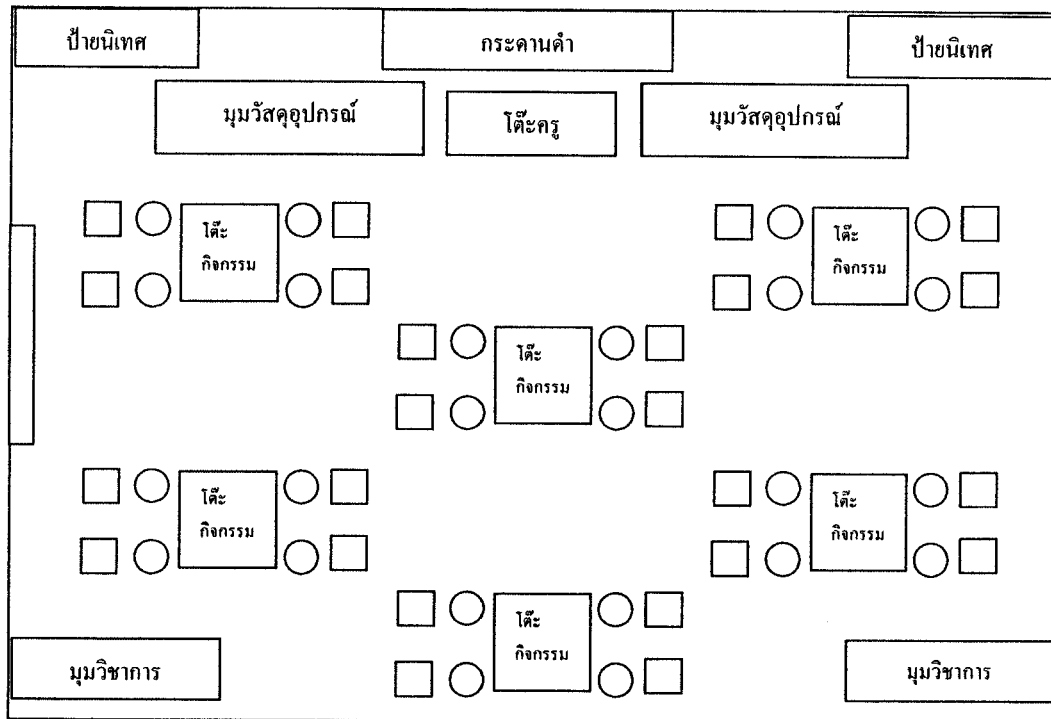 ป้ายนิเทศ
กระดานดำ
ป้ายนิเทศ
มุมวัสดุอุปกรณ์
โต๊ะครู
มุมวัสดุอุปกรณ์
โต๊ะ
กิจกรรม
โต๊ะ
กิจกรรม
โต๊ะ
กิจกรรม
โต๊ะ
กิจกรรม
โต๊ะ
กิจกรรม
โต๊ะ
กิจกรรม
มุมวิชาการ
มุมวิชาการ